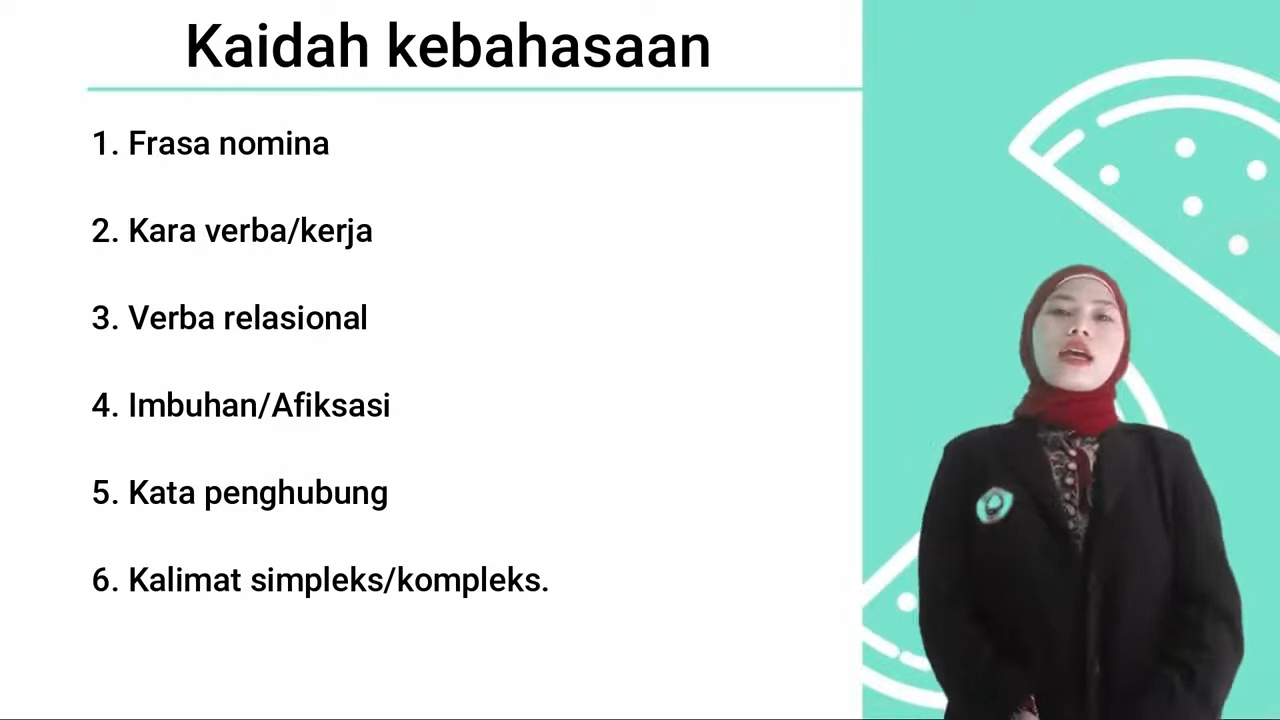 Kaidah kebahasaan
1. Frasa nomina
2. Kara verba/kerja
3. Verba relasional
4. Imbuhan/Afiksasi
5. Kata penghubung
6. Kalimat simpleks/kompleks.